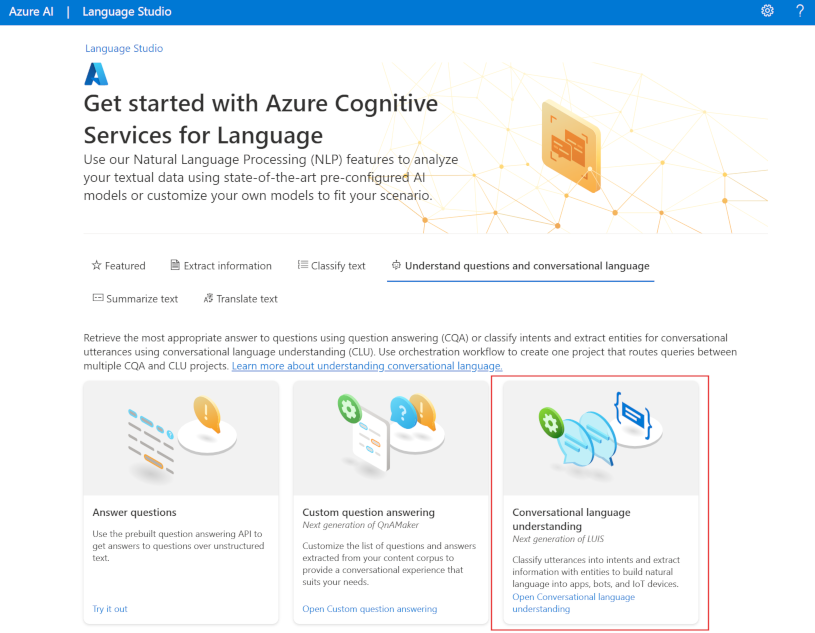 Azure AI | Language Studio
?
Language Studio
Get started with Azure Cognitive
Services for Language
Use our Natural Language Processing (NLP) features to analyze
your textual data using state-of-the-art pre-configured AI
models or customize your own models to fit your scenario.
Featured Extract information Classify text Understand questions and conversational language
Summarize text Translate text
Retrieve the most appropriate answer to questions using question answering (CQA) or classify intents and extract entities for conversational
utterances using conversational language understanding (CLU). Use orchestration workflow to create one project that routes queries between
multiple CQA and CLU projects. Learn more about understanding conversational language.
Answer questions
Use the prebuilt question answering API to
get answers to questions over unstructured
text.
Try it out
Custom question answering
Next generation of QnAMaker
Customize the list of questions and answers
extracted from your content corpus to
provide a conversational experience that
suits your needs.
Open Custom question answering
Conversational language
understanding
Next generation of LUIS
Classify utterances into intents and extract
information with entities to build natural
language into apps, bots, and IoT devices.
Open Conversational language
understanding